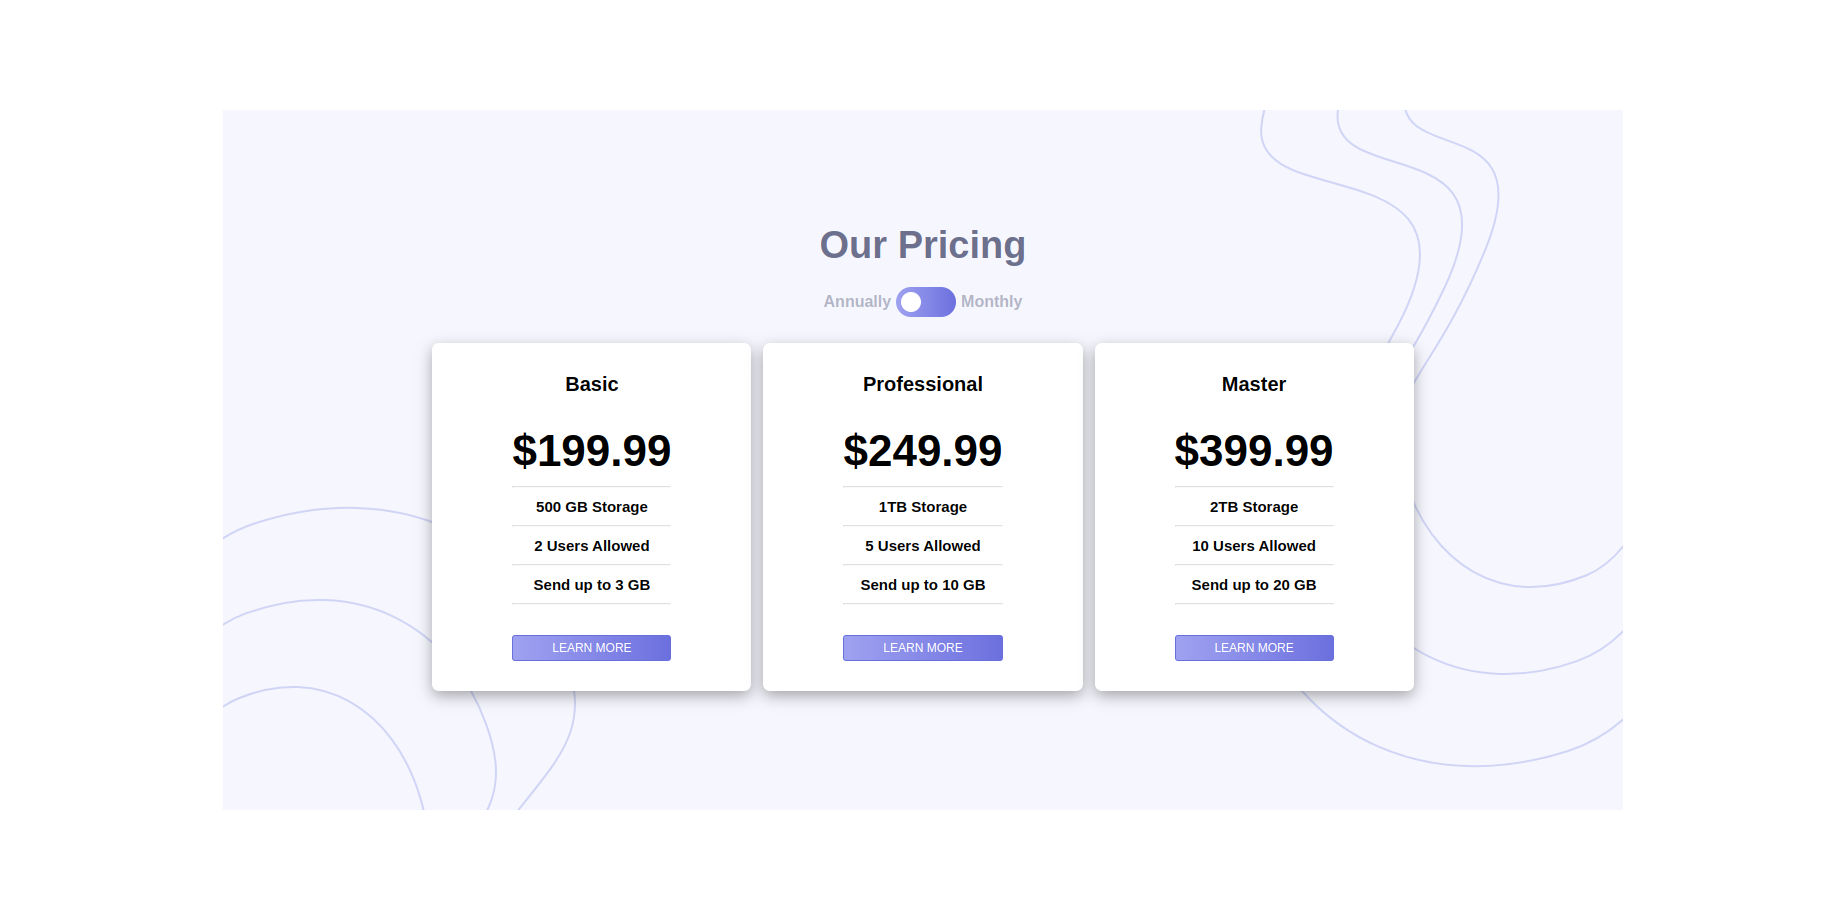 Our Pricing
Annually Monthly
Basic
$199.99
500 GB Storage
2 Users Allowed
Send up to 3 GB
LEARN MORE
Professional
$249.99
1TB Storage
5 Users Allowed
Send up to 10 GB
LEARN MORE
Master
$399.99
2TB Storage
10 Users Allowed
Send up to 20 GB
LEARN MORE